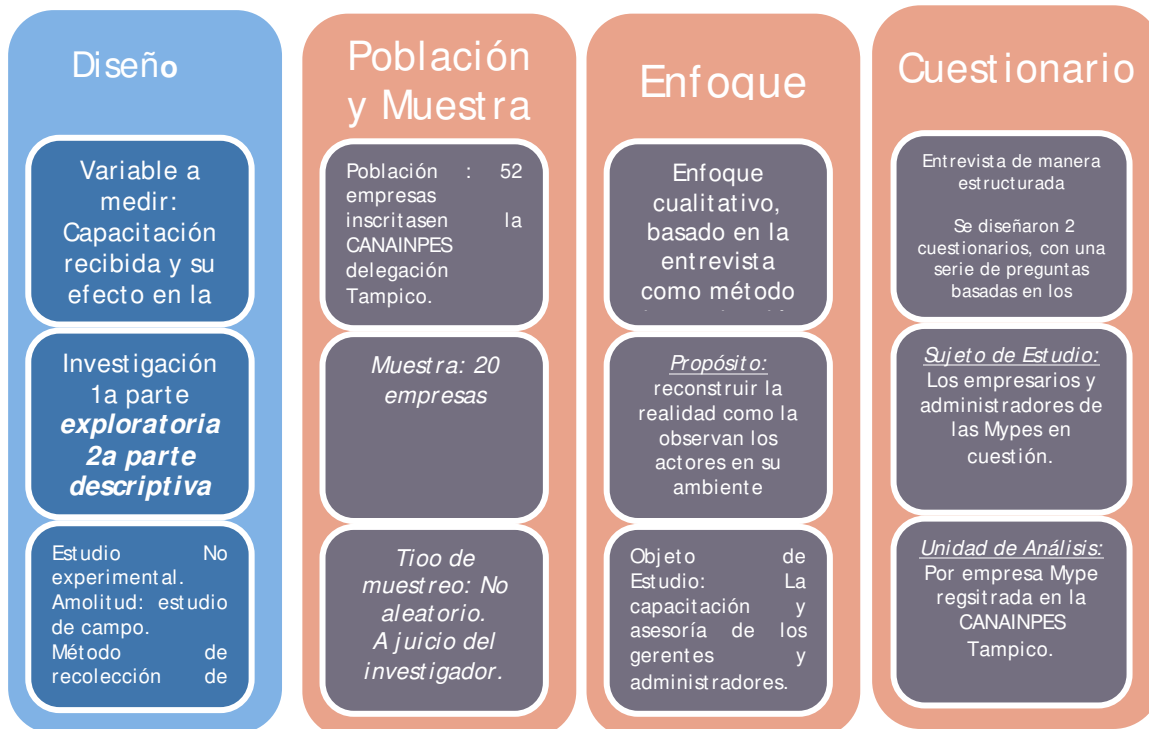 Diseño
Variable a
medir:
Capacitación
recibida y su
efecto en la
Investigación
1a parte
exploratoria
2a parte
descriptiva
Estudio No
experimental.
Amolitud: estudio
de campo.
Método de
recolección de
Población
y Muestra
Población : 52
empresas
inscritasen la
CANAINPES
delegación
Tampico.
Muestra: 20
empresas
Tioo de
muestreo: No
aleatorio.
A juicio del
investigador.
Enfoque
Enfoque
cualitativo,
basado en la
entrevista
como método
Propósito:
reconstruir la
realidad como la
observan los
actores en su
ambiente
Objeto de
Estudio: La
capacitación y
asesoría de los
gerentes y
administradores.
Cuestionario
Entrevista de manera
estructurada
Se diseñaron 2
cuestionarios, con una
serie de preguntas
basadas en los
Sujeto de Estudio:
Los empresarios y
administradores de
las Mypes en
cuestión.
Unidad de Análisis:
Por empresa Mype
regsitrada en la
CANAINPES
Tampico.